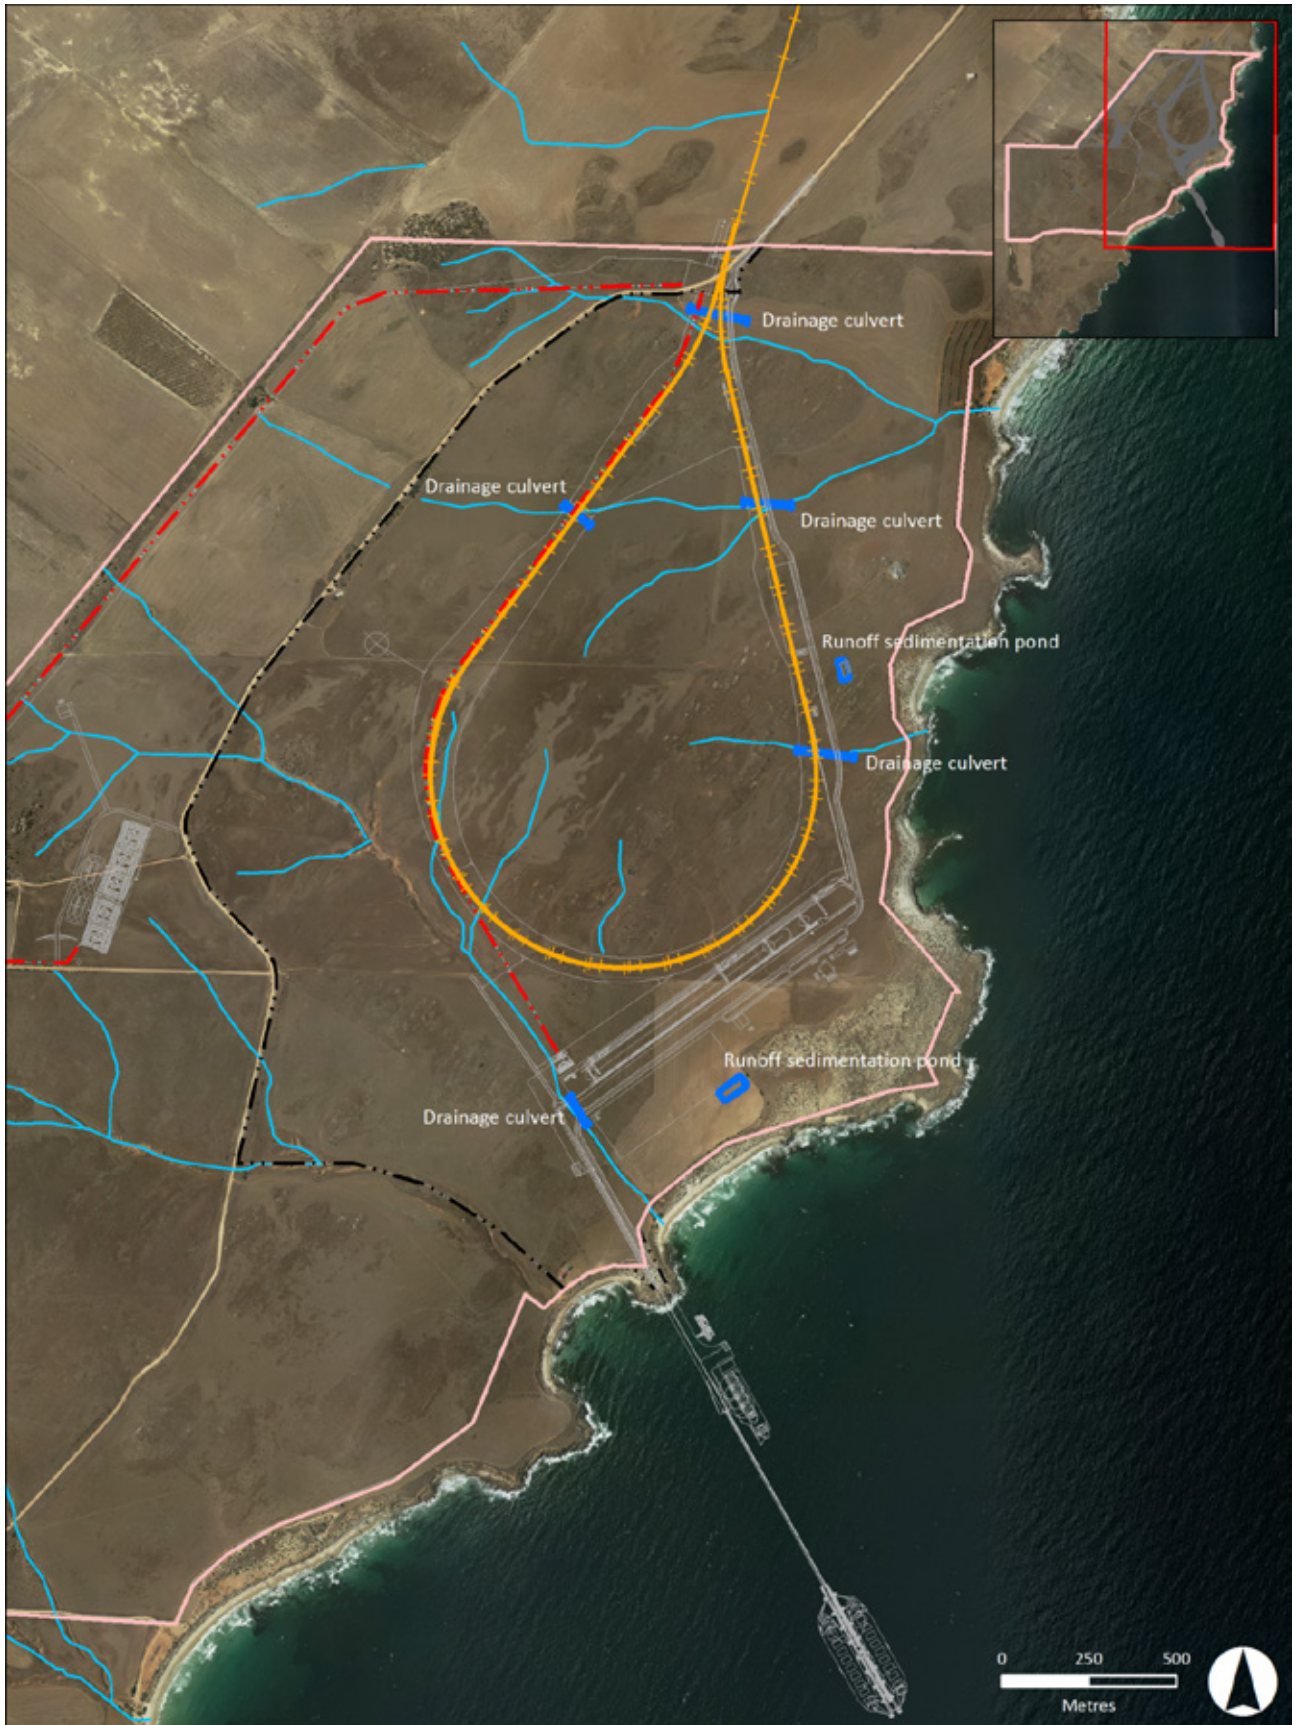 Drainage culvert
Drainage culvert
Drainage culvert
Runoff sedimentation pond
Drainage culvert
Runoff sedimentation pond
Drainage culvert
0 250 500
Metres